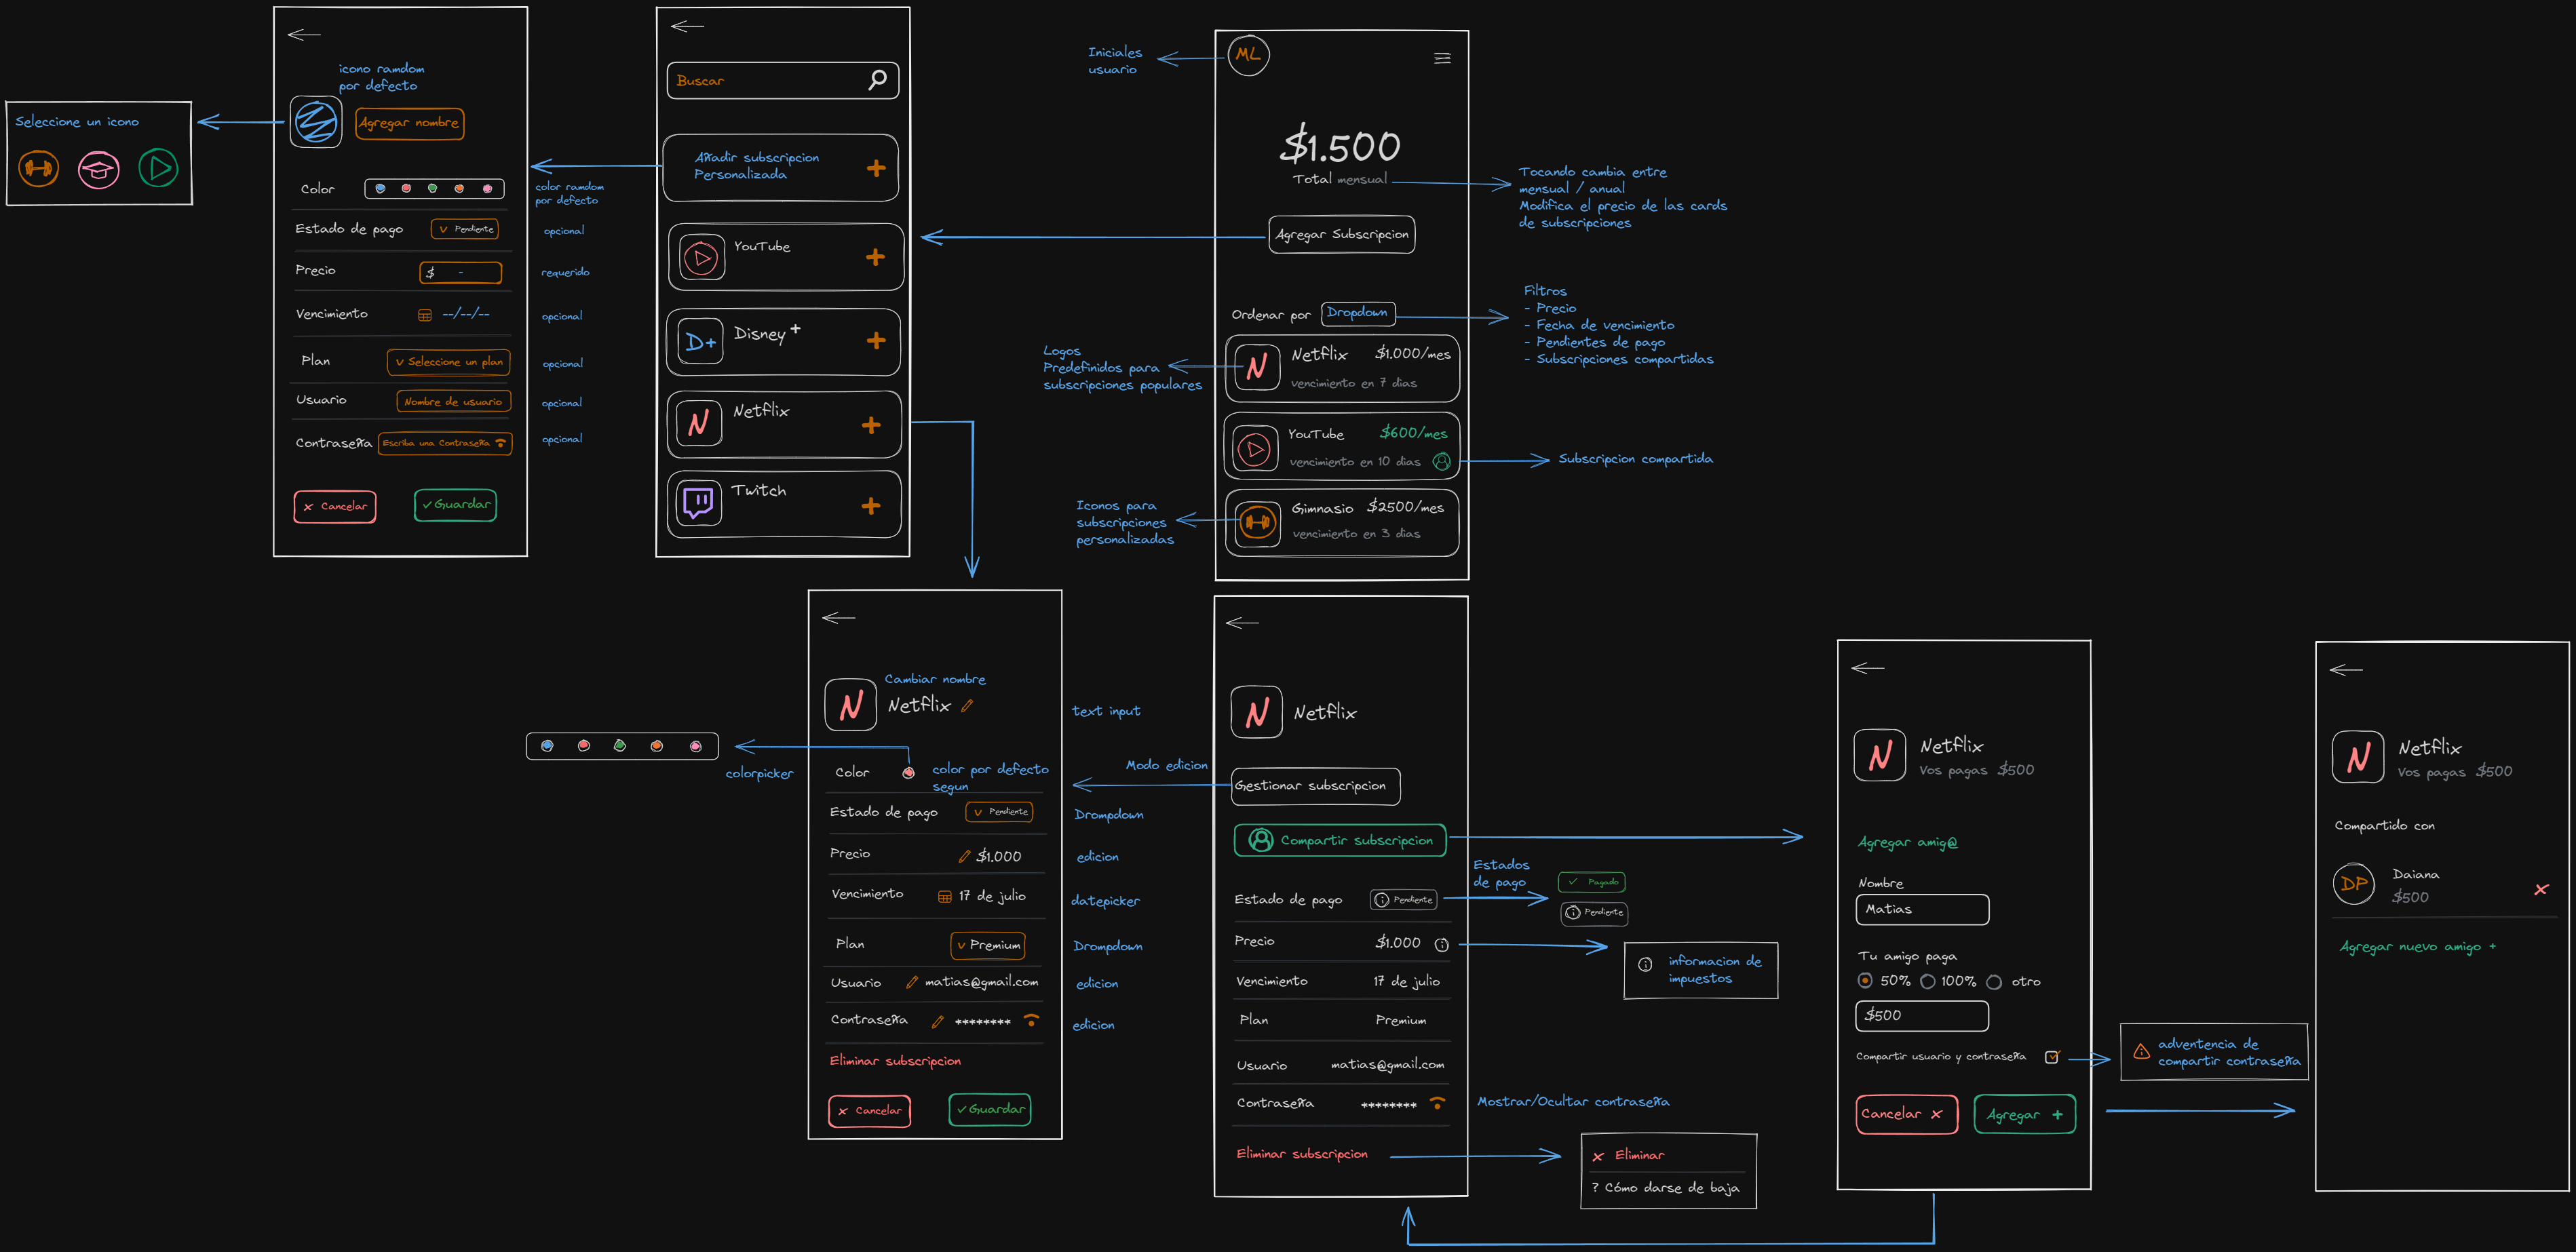 Seleccione un icono
icono ramdom
por defecto
Agregar nombre
Color
color random
por defecto
Estado de pago
Pendiente
opcional
Precio
$ -
requerido
Vencimiento
--/--/--
opcional
Plan
Seleccione un plan
opcional
Usuario
Nombre de usuario
opcional
Contraseña
Escriba una Contraseña
opcional
x Cancelar
Guardar
Buscar
Añadir subscripcion
Personalizada
YouTube
D+
Disney +
N
Netflix
Twitch
Iniciales
usuario
ML
$1.500
Total mensual
Tocando cambia entre
mensual / anual
Modifica el precio de las cards
de subscripciones
Agregar Subscripcion
Ordenar por
Dropdown
Filtros
- Precio
- Fecha de vencimiento
- Pendientes de pago
- Subscripciones compartidas
Logos
Predefinidos para
subscripciones populares
N
Netflix $1.000/mes
vencimiento en 7 dias
YouTube $600/mes
vencimiento en 10 dias
Subscripcion compartida
Iconos para
subscripciones
personalizadas
Gimnasio $2500/mes
vencimiento en 3 dias
Cambiar nombre
N
Netflix
text input
colorpicker
Color
color por defecto
segun
Estado de pago
Pendiente
Drompdown
Precio
$1.000
edicion
Vencimiento
17 de julio
datepicker
Plan
Premium
Drompdown
Usuario
matias@gmail.com
edicion
Contraseña
********
edicion
Eliminar subscripcion
x Cancelar
Guardar
N
Netflix
Modo edicion
Gestionar subscripcion
Compartir subscripcion
Estados
de pago
Estado de pago
Pendiente
Pagado
Pendiente
Precio
$1.000
informacion de
impuestos
Vencimiento
17 de julio
Plan
Premium
Usuario
matias@gmail.com
Contraseña
********
Mostrar/Ocultar contraseña
Eliminar subscripcion
x Eliminar
? Cómo darse de baja
N
Netflix
Vos pagas $500
Agregar amig@
Nombre
Matias
Tu amigo paga
50% 100% otro
$500
Compartir usuario y contraseña
adventencia de
compartir contraseña
Cancelar x
Agregar +
N
Netflix
Vos pagas $500
Compartido con
DP
Daiana
$500
x
Agregar nuevo amigo +